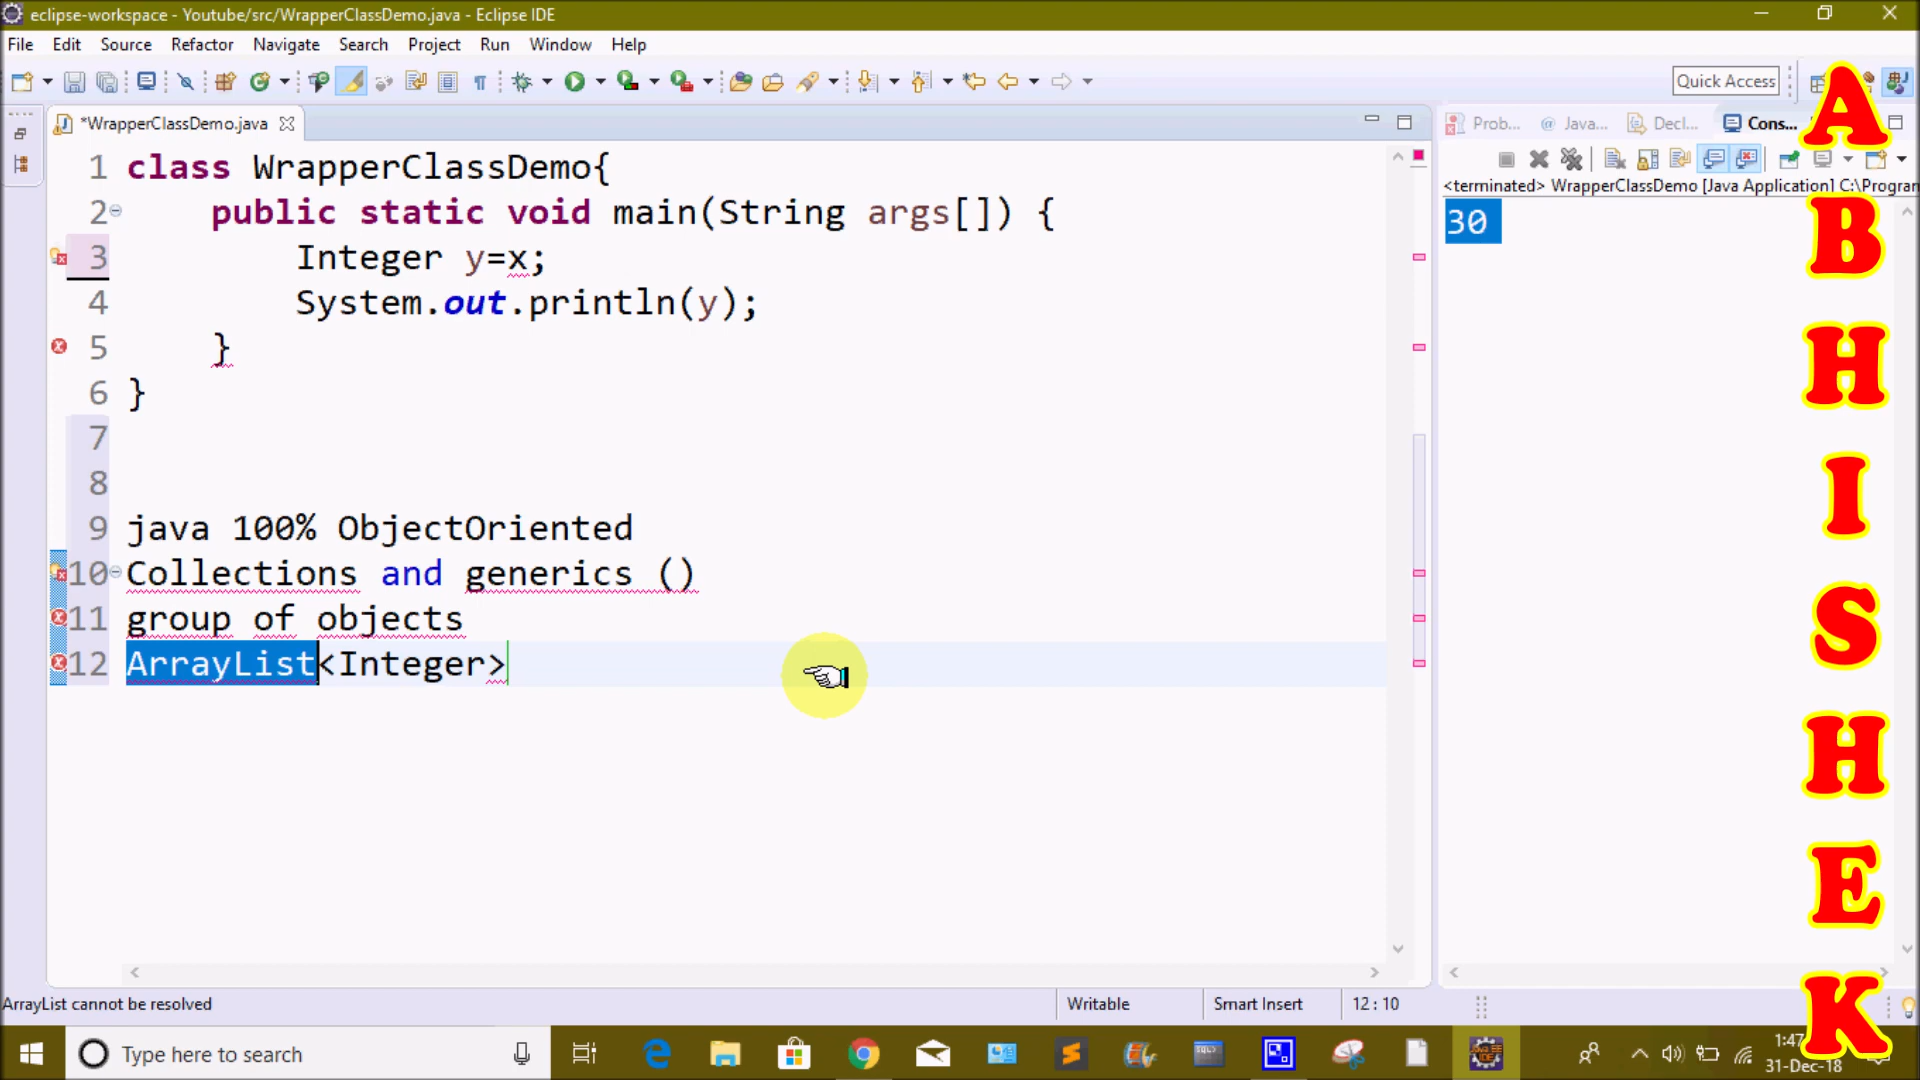 eclipse-workspace - Youtube/src/WrapperClassDemo.java - Eclipse IDE
File Edit Source Refactor Navigate Search Project Run Window Help
Quick Access
*WrapperClassDemo.java
Prob... @ Java... Decl... Cons...
<terminated> WrapperClassDemo [Java Application] C:\Program
30
1 class WrapperClassDemo{
2 public static void main(String args[]) {
3 Integer y=x;
4 System.out.println(y);
5 }
6 }
7
8
9 java 100% ObjectOriented
10 Collections and generics ()
11 group of objects
12 ArrayList<Integer>
A
B
H
I
S
H
E
K
ArrayList cannot be resolved
Writable
Smart Insert
12 : 10
Type here to search
1:47
31-Dec-18